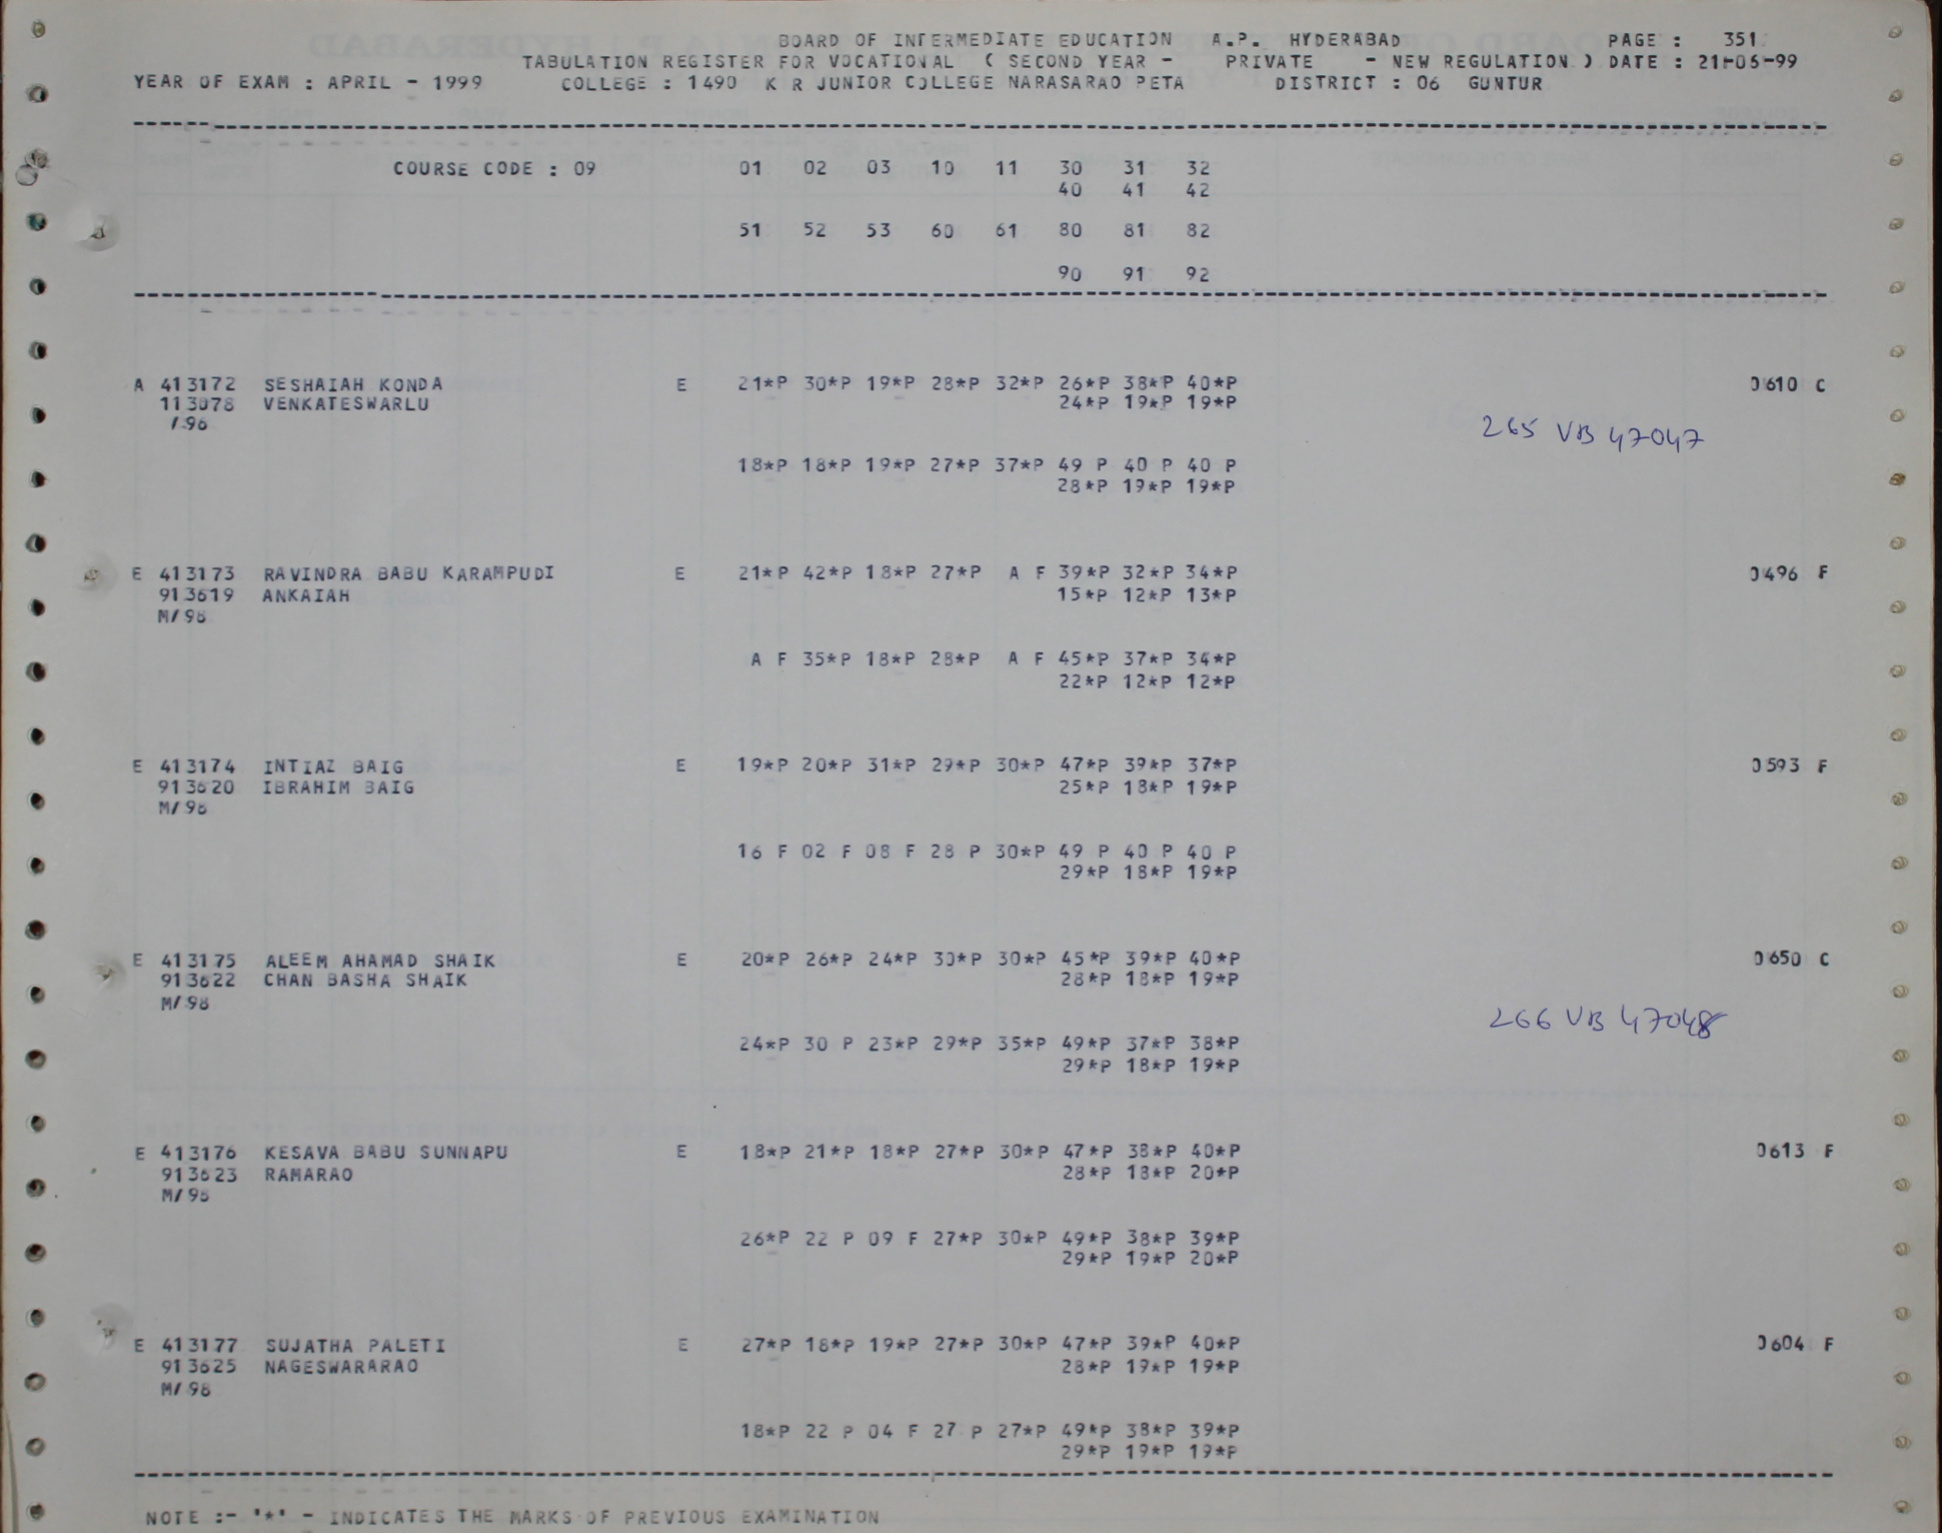 BOARD OF INTERMEDIATE EDUCATION A.P. HYDERABAD PAGE : 351
TABULATION REGISTER FOR VOCATIONAL ( SECOND YEAR - PRIVATE - NEW REGULATION ) DATE : 21-06-99
YEAR OF EXAM : APRIL - 1999 COLLEGE : 1490 K R JUNIOR COLLEGE NARASARAO PETA DISTRICT : 06 GUNTUR
COURSE CODE : 09 01 02 03 10 11 30 31 32
40 41 42
51 52 53 60 61 80 81 82
90 91 92
A 413172 SESHAIAH KONDA E 21*P 30*P 19*P 28*P 32*P 26*P 38*P 40*P 0610 C
113078 VENKATESWARLU 24*P 19*P 19*P
/96
265 VB 47047
18*P 18*P 19*P 27*P 37*P 49 P 40 P 40 P
28*P 19*P 19*P
E 413173 RAVINDRA BABU KARAMPUDI E 21*P 42*P 18*P 27*P A F 39*P 32*P 34*P 0496 F
913619 ANKAIAH 15*P 12*P 13*P
M/98
A F 35*P 18*P 28*P A F 45*P 37*P 34*P
22*P 12*P 12*P
E 413174 INTIAZ BAIG E 19*P 20*P 31*P 29*P 30*P 47*P 39*P 37*P 0593 F
913620 IBRAHIM BAIG 25*P 18*P 19*P
M/98
16 F 02 F 08 F 28 P 30*P 49 P 40 P 40 P
29*P 18*P 19*P
E 413175 ALEEM AHAMAD SHAIK E 20*P 26*P 24*P 30*P 30*P 45*P 39*P 40*P 0650 C
913622 CHAN BASHA SHAIK 28*P 18*P 19*P
M/98
266 VB 47048
24*P 30 P 23*P 29*P 35*P 49*P 37*P 38*P
29*P 18*P 19*P
E 413176 KESAVA BABU SUNNAPU E 18*P 21*P 18*P 27*P 30*P 47*P 38*P 40*P 0613 F
913623 RAMARAO 28*P 18*P 20*P
M/98
26*P 22 P 09 F 27*P 30*P 49*P 38*P 39*P
29*P 19*P 20*P
E 413177 SUJATHA PALETI E 27*P 18*P 19*P 27*P 30*P 47*P 39*P 40*P 0604 F
913625 NAGESWARARAO 28*P 19*P 19*P
M/98
18*P 22 P 04 F 27 P 27*P 49*P 38*P 39*P
29*P 19*P 19*P
NOTE :- '*' - INDICATES THE MARKS OF PREVIOUS EXAMINATION